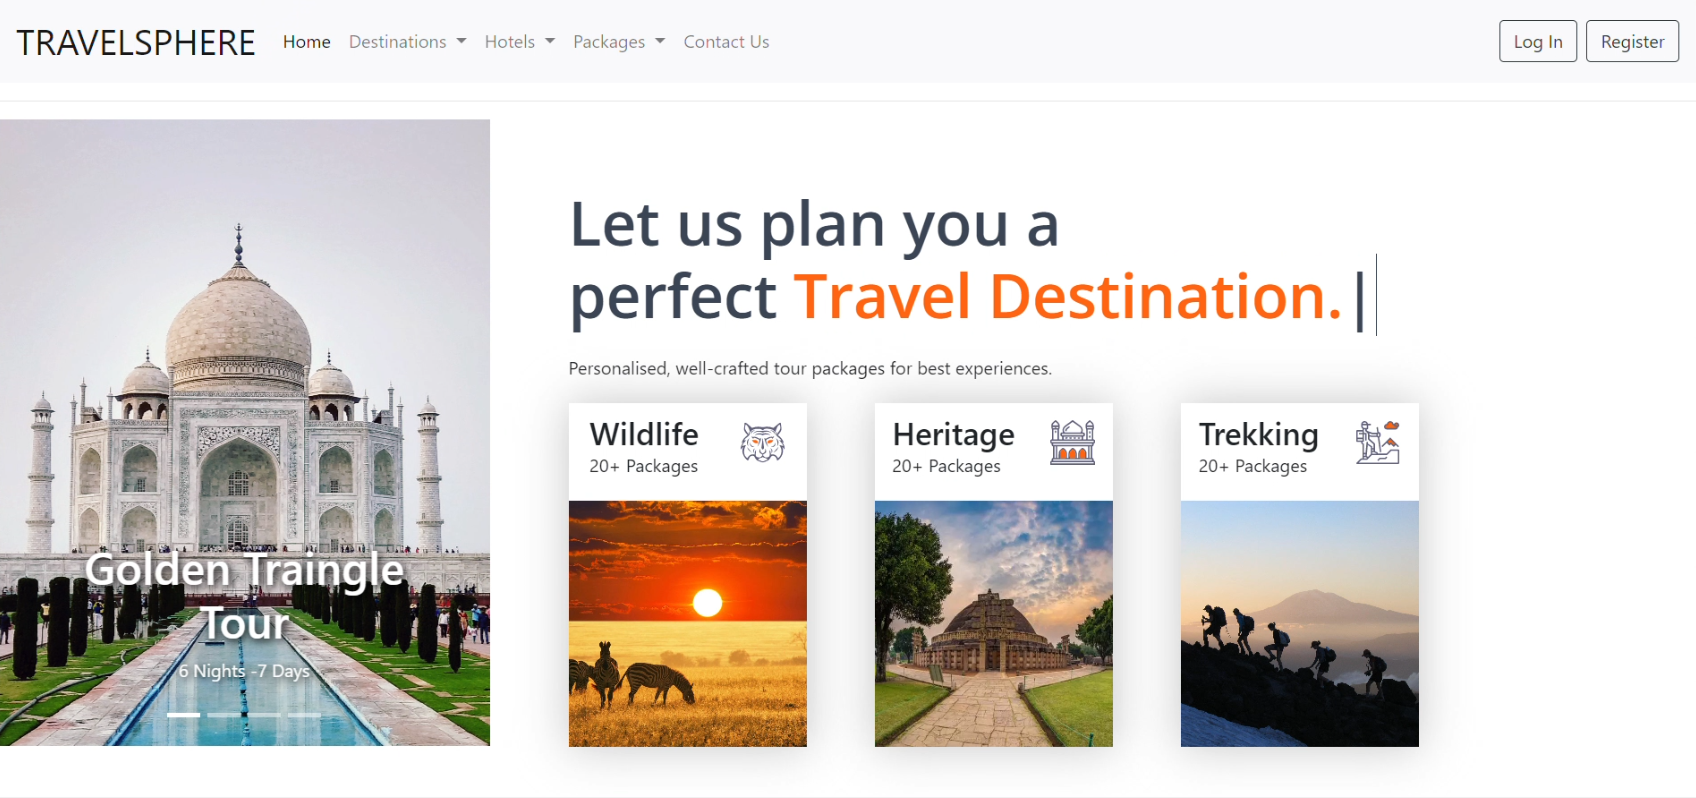 TRAVELSPHERE
Home Destinations Hotels Packages Contact Us
Log In Register
Golden Traingle
Tour
6 Nights -7 Days
Let us plan you a
perfect Travel Destination.|
Personalised, well-crafted tour packages for best experiences.
Wildlife
20+ Packages
Heritage
20+ Packages
Trekking
20+ Packages